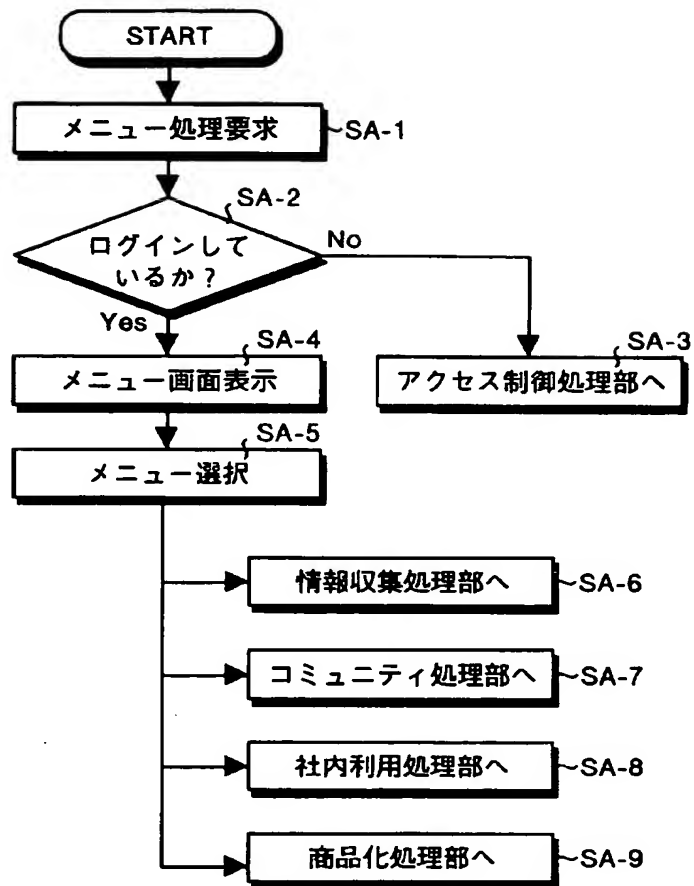 START
メニュー処理要求
SA-1
SA-2
ログインして
いるか？
No
Yes
SA-4
メニュー画面表示
SA-3
アクセス制御処理部へ
SA-5
メニュー選択
情報収集処理部へ
SA-6
コミュニティ処理部へ
SA-7
社内利用処理部へ
SA-8
商品化処理部へ
SA-9